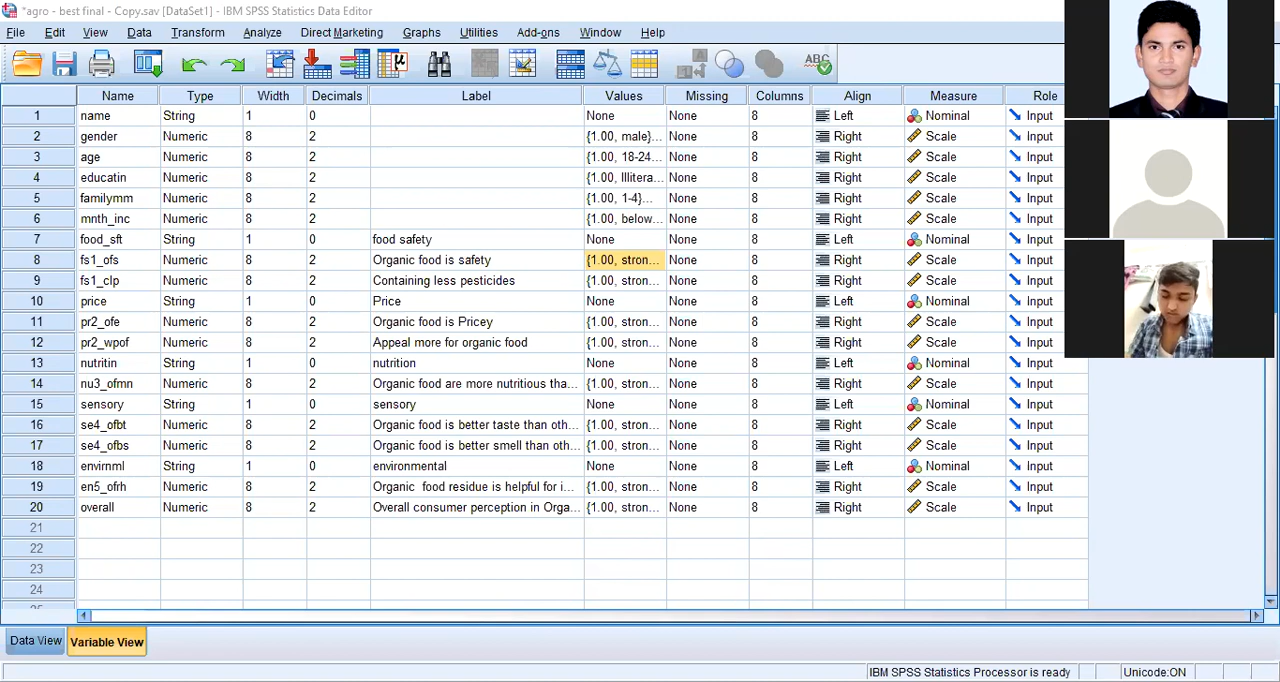 *agro - best final - Copy.sav [DataSet1] - IBM SPSS Statistics Data Editor
File Edit View Data Transform Analyze Direct Marketing Graphs Utilities Add-ons Window Help
Name Type Width Decimals Label Values Missing Columns Align Measure Role
1 name String 1 0 None None 8 Left Nominal Input
2 gender Numeric 8 2 {1.00, male}... None 8 Right Scale Input
3 age Numeric 8 2 {1.00, 18-24... None 8 Right Scale Input
4 educatin Numeric 8 2 {1.00, Illitera... None 8 Right Scale Input
5 familymm Numeric 8 2 {1.00, 1-4}... None 8 Right Scale Input
6 mnth_inc Numeric 8 2 {1.00, below... None 8 Right Scale Input
7 food_sft String 1 0 food safety None None 8 Left Nominal Input
8 fs1_ofs Numeric 8 2 Organic food is safety {1.00, stron... None 8 Right Scale Input
9 fs1_clp Numeric 8 2 Containing less pesticides {1.00, stron... None 8 Right Scale Input
10 price String 1 0 Price None None 8 Left Nominal Input
11 pr2_ofe Numeric 8 2 Organic food is Pricey {1.00, stron... None 8 Right Scale Input
12 pr2_wpof Numeric 8 2 Appeal more for organic food {1.00, stron... None 8 Right Scale Input
13 nutritin String 1 0 nutrition None None 8 Left Nominal Input
14 nu3_ofmn Numeric 8 2 Organic food are more nutritious tha... {1.00, stron... None 8 Right Scale Input
15 sensory String 1 0 sensory None None 8 Left Nominal Input
16 se4_ofbt Numeric 8 2 Organic food is better taste than oth... {1.00, stron... None 8 Right Scale Input
17 se4_ofbs Numeric 8 2 Organic food is better smell than oth... {1.00, stron... None 8 Right Scale Input
18 envirnml String 1 0 environmental None None 8 Left Nominal Input
19 en5_ofrh Numeric 8 2 Organic  food residue is helpful for i... {1.00, stron... None 8 Right Scale Input
20 overall Numeric 8 2 Overall consumer perception in Orga... {1.00, stron... None 8 Right Scale Input
21
22
23
24
Data View Variable View
IBM SPSS Statistics Processor is ready Unicode:ON